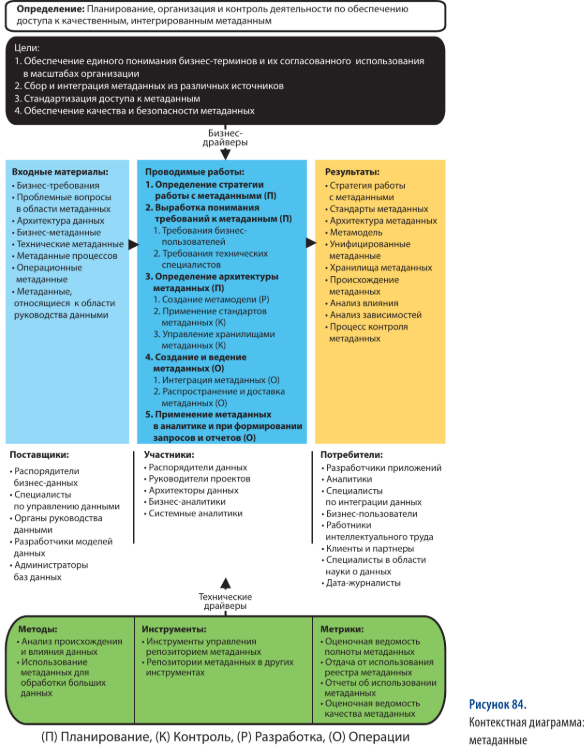 Определение: Планирование, организация и контроль деятельности по обеспечению
доступа к качественным, интегрированным метаданным
Цели:
1. Обеспечение единого понимания бизнес-терминов и их согласованного использования
в масштабах организации
2. Сбор и интеграция метаданных из различных источников
3. Стандартизация доступа к метаданным
4. Обеспечение качества и безопасности метаданных
Бизнес-
драйверы
Входные материалы:
• Бизнес-требования
• Проблемные вопросы
в области метаданных
• Архитектура данных
• Бизнес-метаданные
• Технические метаданные
• Метаданные процессов
• Операционные
метаданные
• Метаданные,
относящиеся к области
руководства данными
Проводимые работы:
1. Определение стратегии
работы с метаданными (П)
2. Выработка понимания
требований к метаданным (П)
1. Требования бизнес-
пользователей
2. Требования технических
специалистов
3. Определение архитектуры
метаданных (П)
1. Создание метамодели (Р)
2. Применение стандартов
метаданных (К)
3. Управление хранилищами
метаданных (К)
4. Создание и ведение
метаданных (О)
1. Интеграция метаданных (О)
2. Распространение и доставка
метаданных (О)
5. Применение метаданных
в аналитике и при формировании
запросов и отчетов (О)
Результаты:
• Стратегия работы
с метаданными
• Стандарты метаданных
• Архитектура метаданных
• Метамодель
• Унифицированные
метаданные
• Хранилища метаданных
• Происхождение
метаданных
• Анализ влияния
• Анализ зависимостей
• Процесс контроля
метаданных
Поставщики:
• Распорядители
бизнес-данных
• Специалисты
по управлению данными
• Органы руководства
данными
• Разработчики моделей
данных
• Администраторы
баз данных
Участники:
• Распорядители данных
• Руководители проектов
• Архитекторы данных
• Бизнес-аналитики
• Системные аналитики
Потребители:
• Разработчики приложений
• Аналитики
• Специалисты
по интеграции данных
• Бизнес-пользователи
• Работники
интеллектуального труда
• Клиенты и партнеры
• Специалисты в области
науки о данных
• Дата-журналисты
Технические
драйверы
Методы:
• Анализ происхождения
и влияния данных
• Использование
метаданных для
обработки больших
данных
Инструменты:
• Инструменты управления
репозиторием метаданных
• Репозитории метаданных в других
инструментах
Метрики:
• Оценочная ведомость
полноты метаданных
• Отдача от использования
реестра метаданных
• Отчеты об использовании
метаданных
• Оценочная ведомость
качества метаданных
(П) Планирование, (К) Контроль, (Р) Разработка, (О) Операции
Рисунок 84.
Контекстная диаграмма:
метаданные